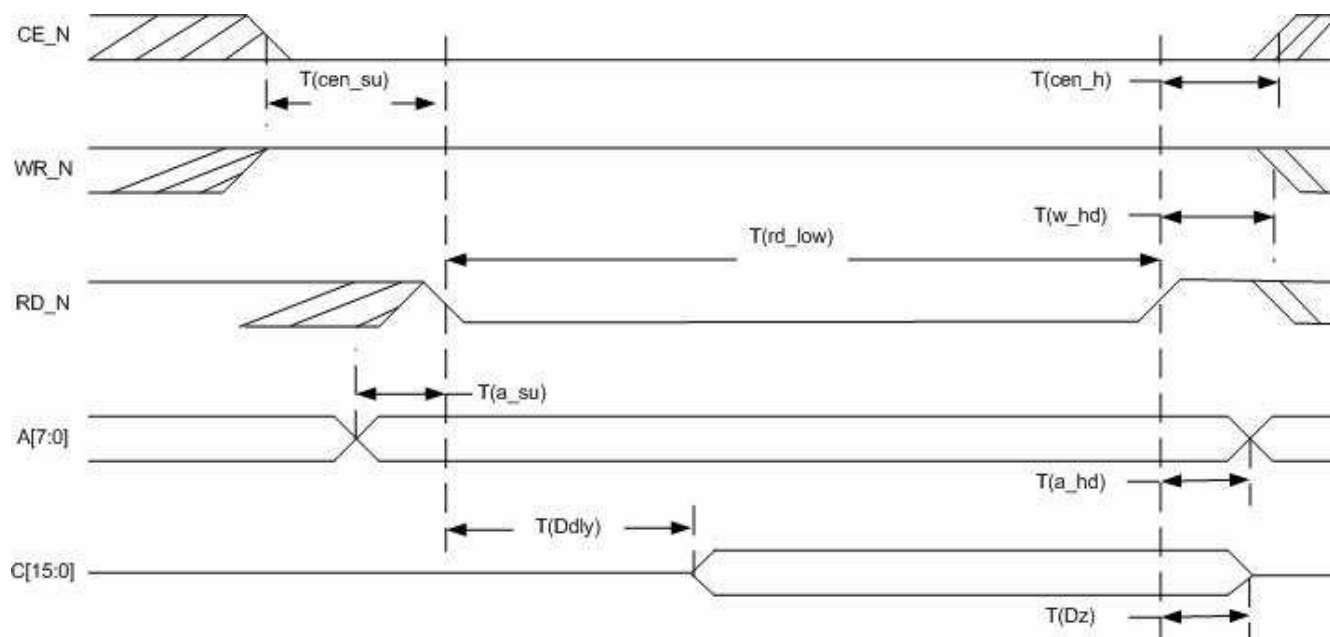 CE_N
T(cen_su)
T(cen_h)
WR_N
T(w_hd)
T(rd_low)
RD_N
T(a_su)
A[7:0]
T(a_hd)
T(Ddly)
C[15:0]
T(Dz)